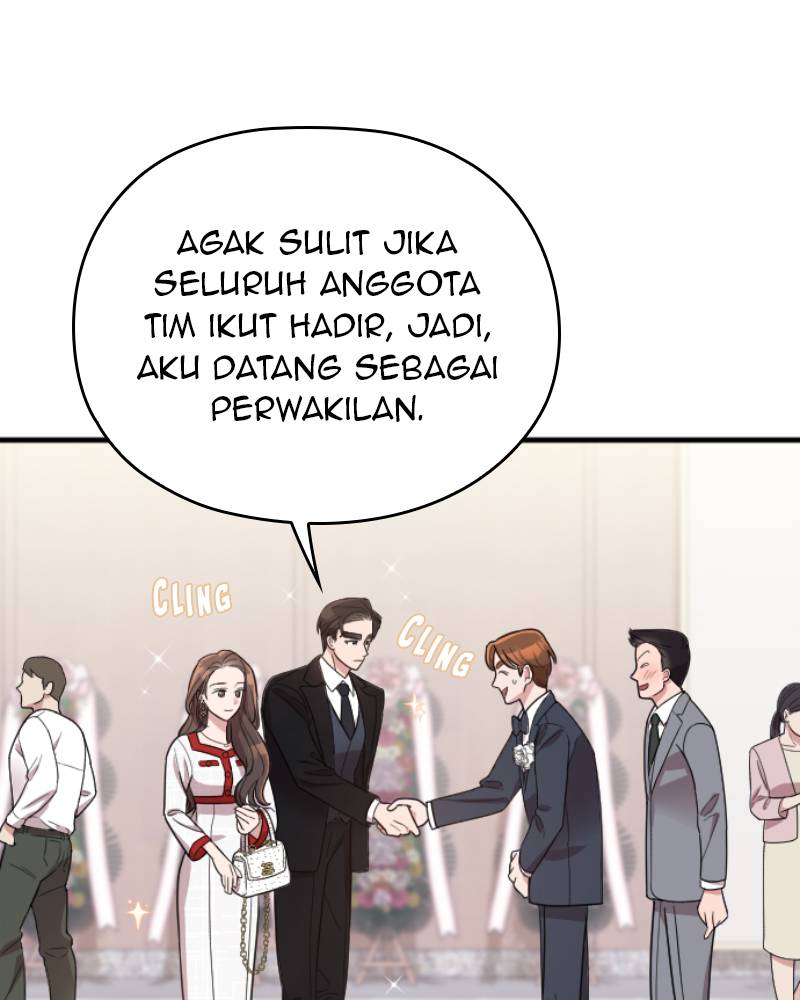 AGAK SULIT JIKA
SELURUH ANGGOTA
TIM IKUT HADIR, JADI,
AKU DATANG SEBAGAI
PERWAKILAN.
CLING
CLING